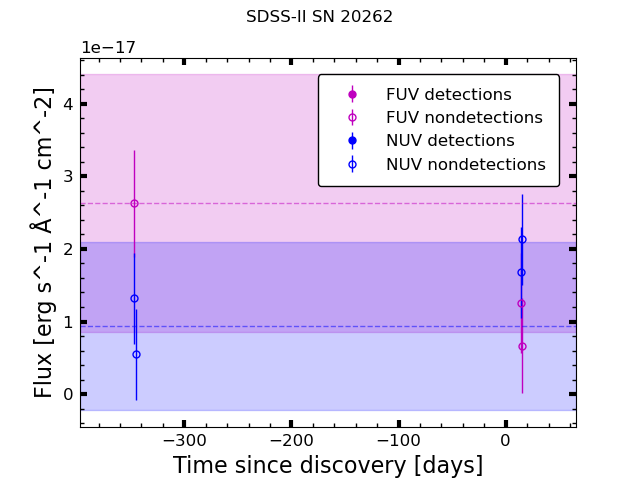 SDSS-II SN 20262
1e−17
4
3
2
1
0
FUV detections
FUV nondetections
NUV detections
NUV nondetections
Flux [erg s^-1 Å^-1 cm^-2]
−300
−200
−100
0
Time since discovery [days]